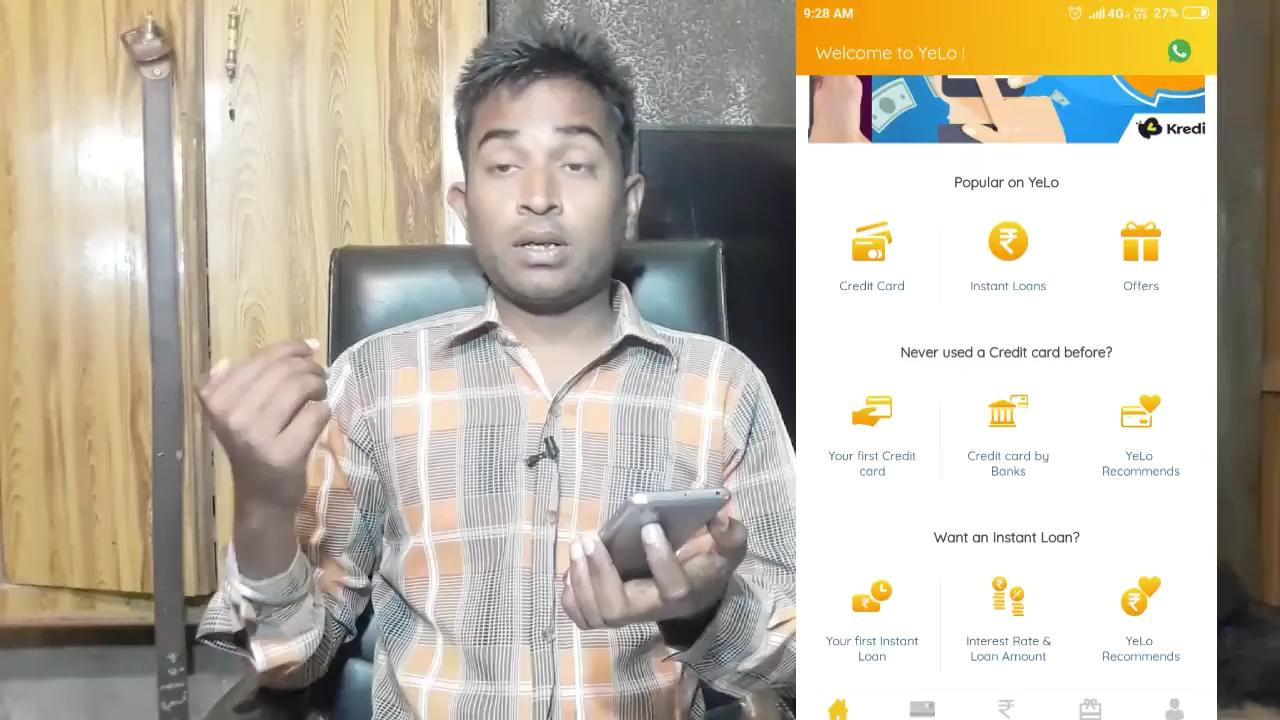 9:28 AM
4G
VoLTE
27%
Welcome to YeLo !
Kredi
Popular on YeLo
Credit Card
Instant Loans
Offers
Never used a Credit card before?
Your first Credit
card
Credit card by
Banks
YeLo
Recommends
Want an Instant Loan?
Your first Instant
Loan
Interest Rate &
Loan Amount
YeLo
Recommends